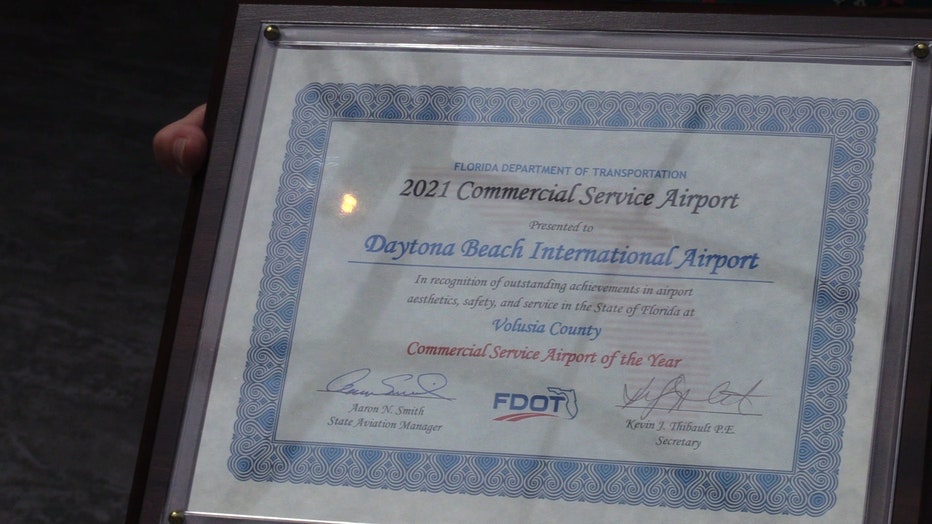 FLORIDA DEPARTMENT OF TRANSPORTATION
2021 Commercial Service Airport
Presented to
Daytona Beach International Airport
In recognition of outstanding achievements in airport
aesthetics, safety, and service in the State of Florida at
Volusia County
Commercial Service Airport of the Year
Aaron N. Smith
State Aviation Manager
FDOT
Kevin J. Thibault P.E.
Secretary